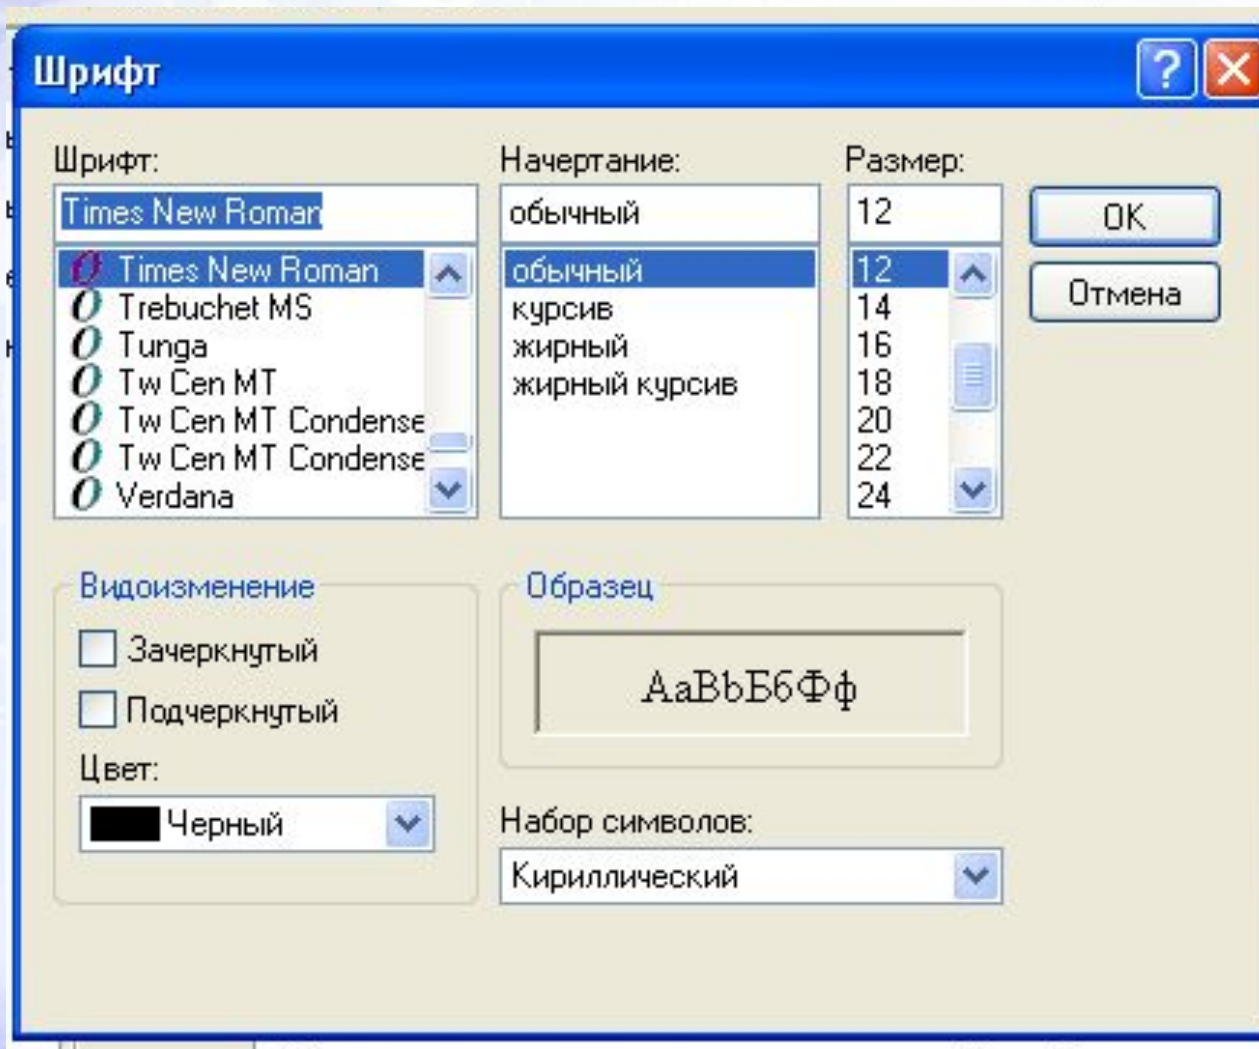 Шрифт
Шрифт:
Times New Roman
Times New Roman
Trebuchet MS
Tunga
Tw Cen MT
Tw Cen MT Condense
Tw Cen MT Condense
Verdana
Начертание:
обычный
обычный
курсив
жирный
жирный курсив
Размер:
12
12
14
16
18
20
22
24
OK
Отмена
Видоизменение
Зачеркнутый
Подчеркнутый
Цвет:
Черный
Образец
АаВbБбФф
Набор символов:
Кириллический